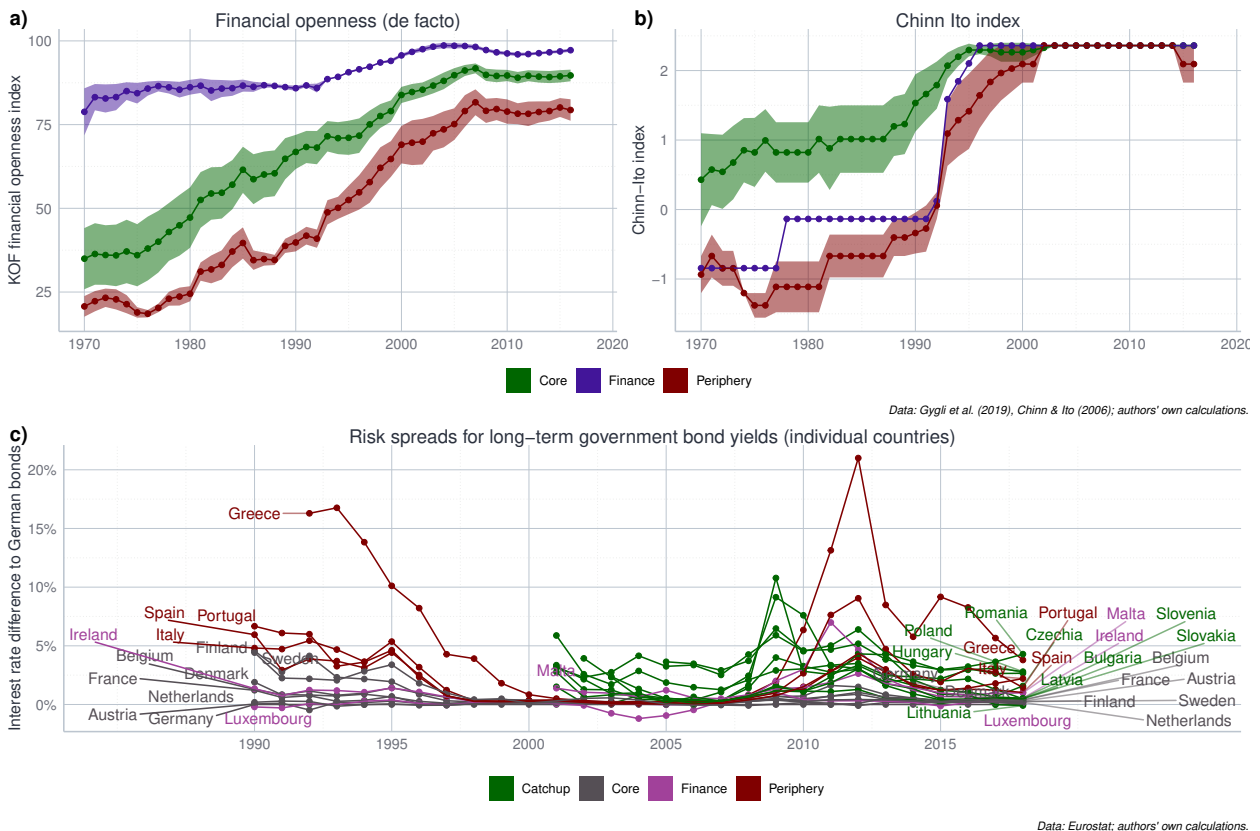 a)
Financial openness (de facto)
KOF financial openness index
100
75
50
25
1970
1980
1990
2000
2010
2020
b)
Chinn Ito index
Chinn−Ito index
2
1
0
−1
1970
1980
1990
2000
2010
2020
Core
Finance
Periphery
Data: Gygli et al. (2019), Chinn & Ito (2006); authors' own calculations.
c)
Risk spreads for long−term government bond yields (individual countries)
Interest rate difference to German bonds
20%
15%
10%
5%
0%
Greece
Spain
Portugal
Ireland
Italy
Finland
Belgium
Sweden
Denmark
France
Netherlands
Austria
Germany
Luxembourg
Malta
Romania
Portugal
Malta
Slovenia
Poland
Czechia
Ireland
Slovakia
Hungary
Greece
Spain
Bulgaria
Belgium
Italy
Latvia
France
Austria
Denmark
Finland
Sweden
Lithuania
Luxembourg
Netherlands
1990
1995
2000
2005
2010
2015
Catchup
Core
Finance
Periphery
Data: Eurostat; authors' own calculations.